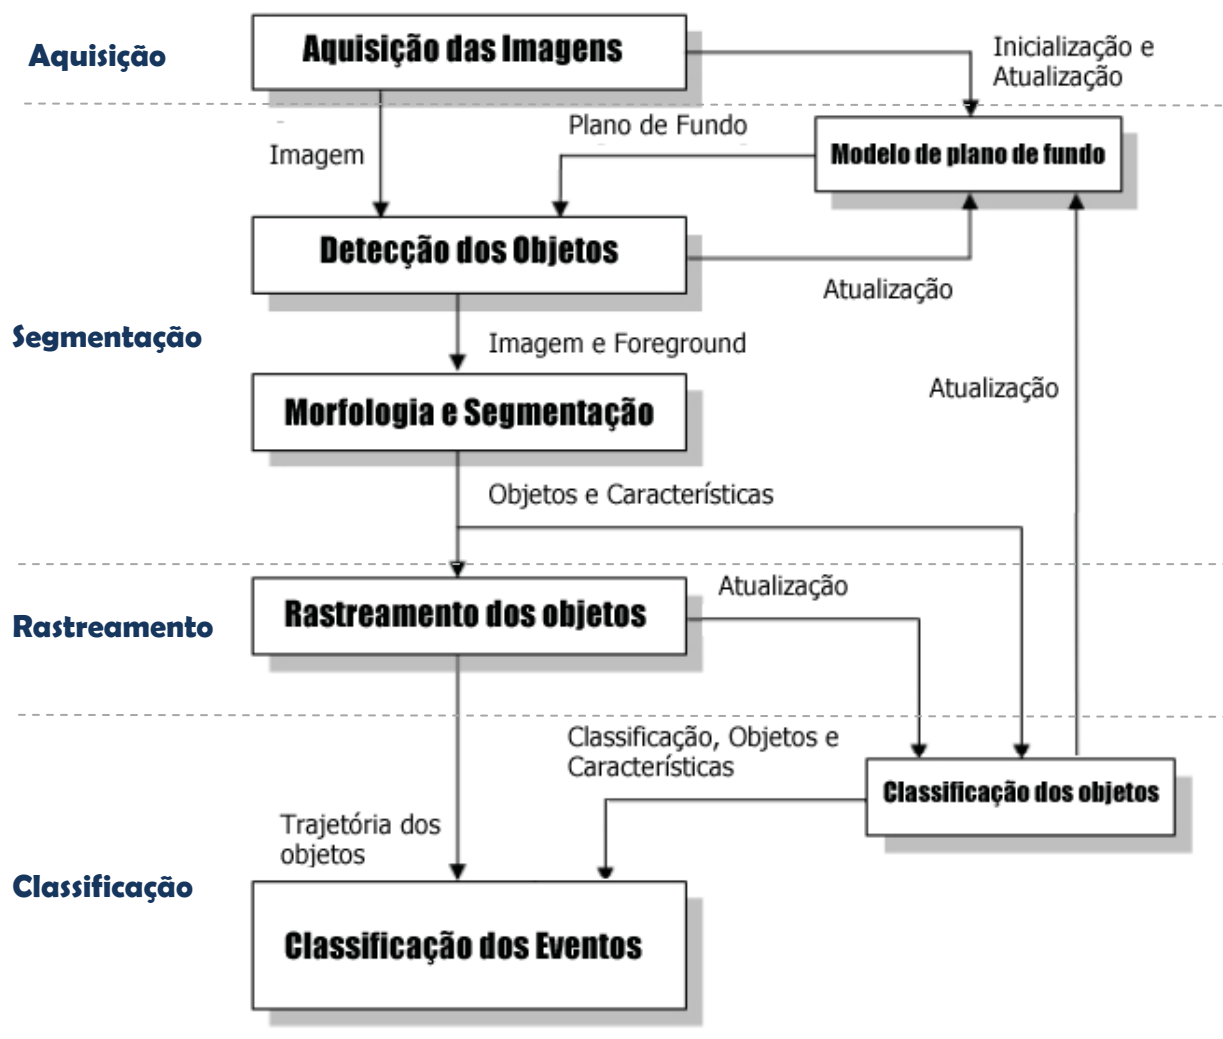 Aquisição
Aquisição das Imagens
Inicialização e
Atualização
Imagem
Plano de Fundo
Modelo de plano de fundo
Detecção dos Objetos
Atualização
Segmentação
Imagem e Foreground
Atualização
Morfologia e Segmentação
Objetos e Características
Rastreamento
Rastreamento dos objetos
Atualização
Classificação, Objetos e
Características
Classificação dos objetos
Trajetória dos
objetos
Classificação
Classificação dos Eventos